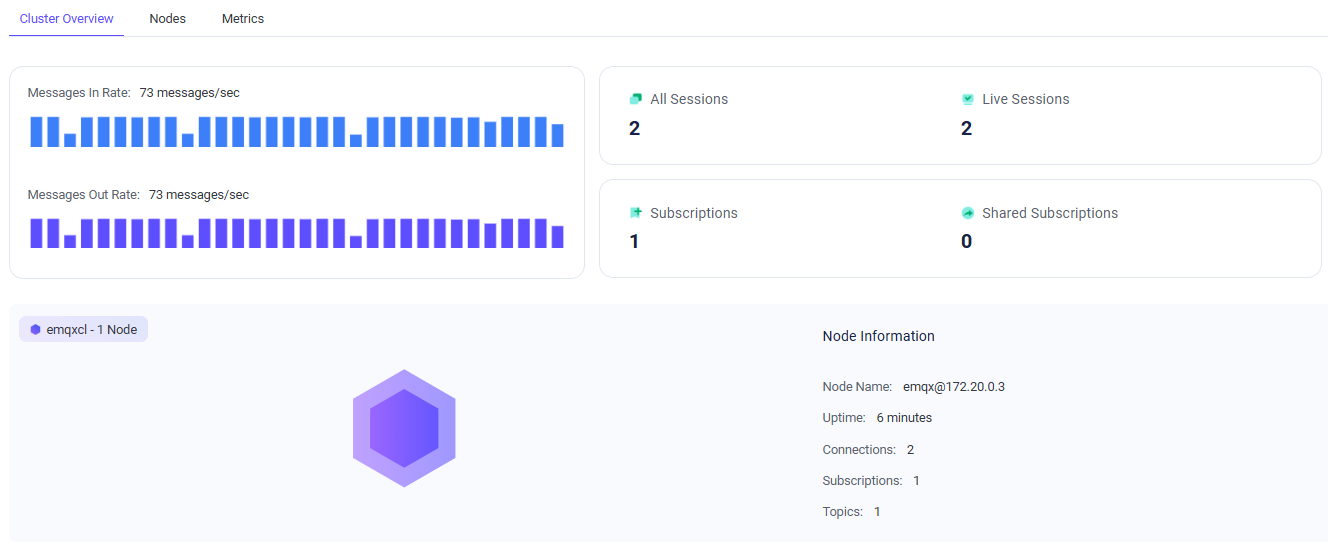 Cluster Overview Nodes Metrics
Messages In Rate: 73 messages/sec
Messages Out Rate: 73 messages/sec
All Sessions
2
Live Sessions
2
Subscriptions
1
Shared Subscriptions
0
emqxcl - 1 Node
Node Information
Node Name: emqx@172.20.0.3
Uptime: 6 minutes
Connections: 2
Subscriptions: 1
Topics: 1